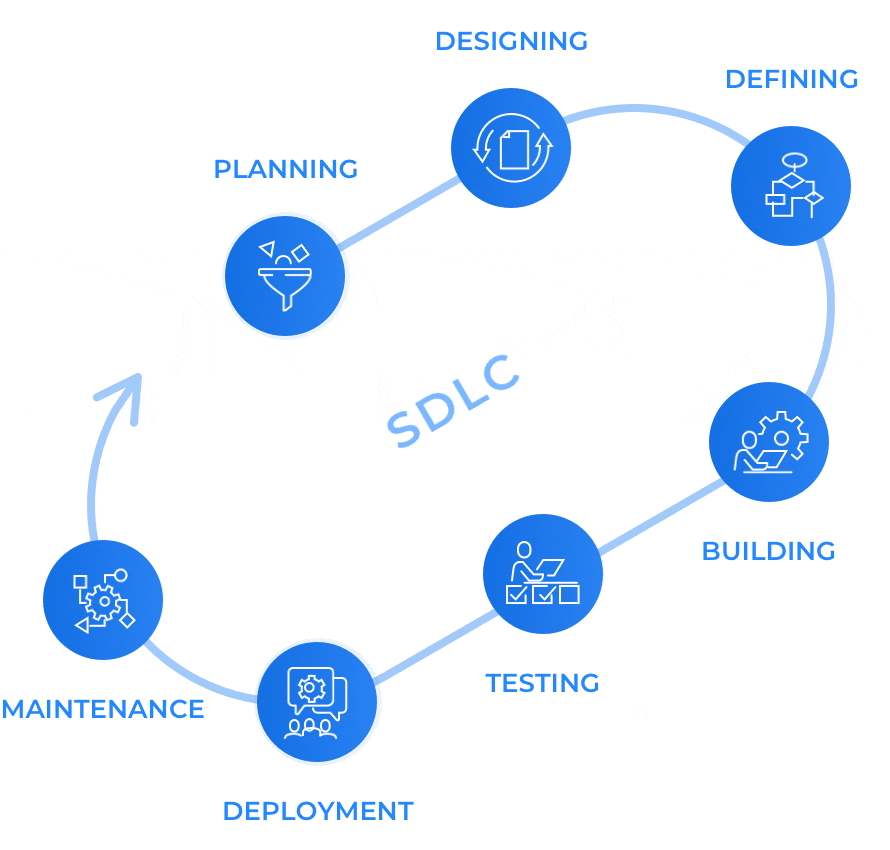 DESIGNING
DEFINING
PLANNING
SDLC
BUILDING
TESTING
MAINTENANCE
DEPLOYMENT